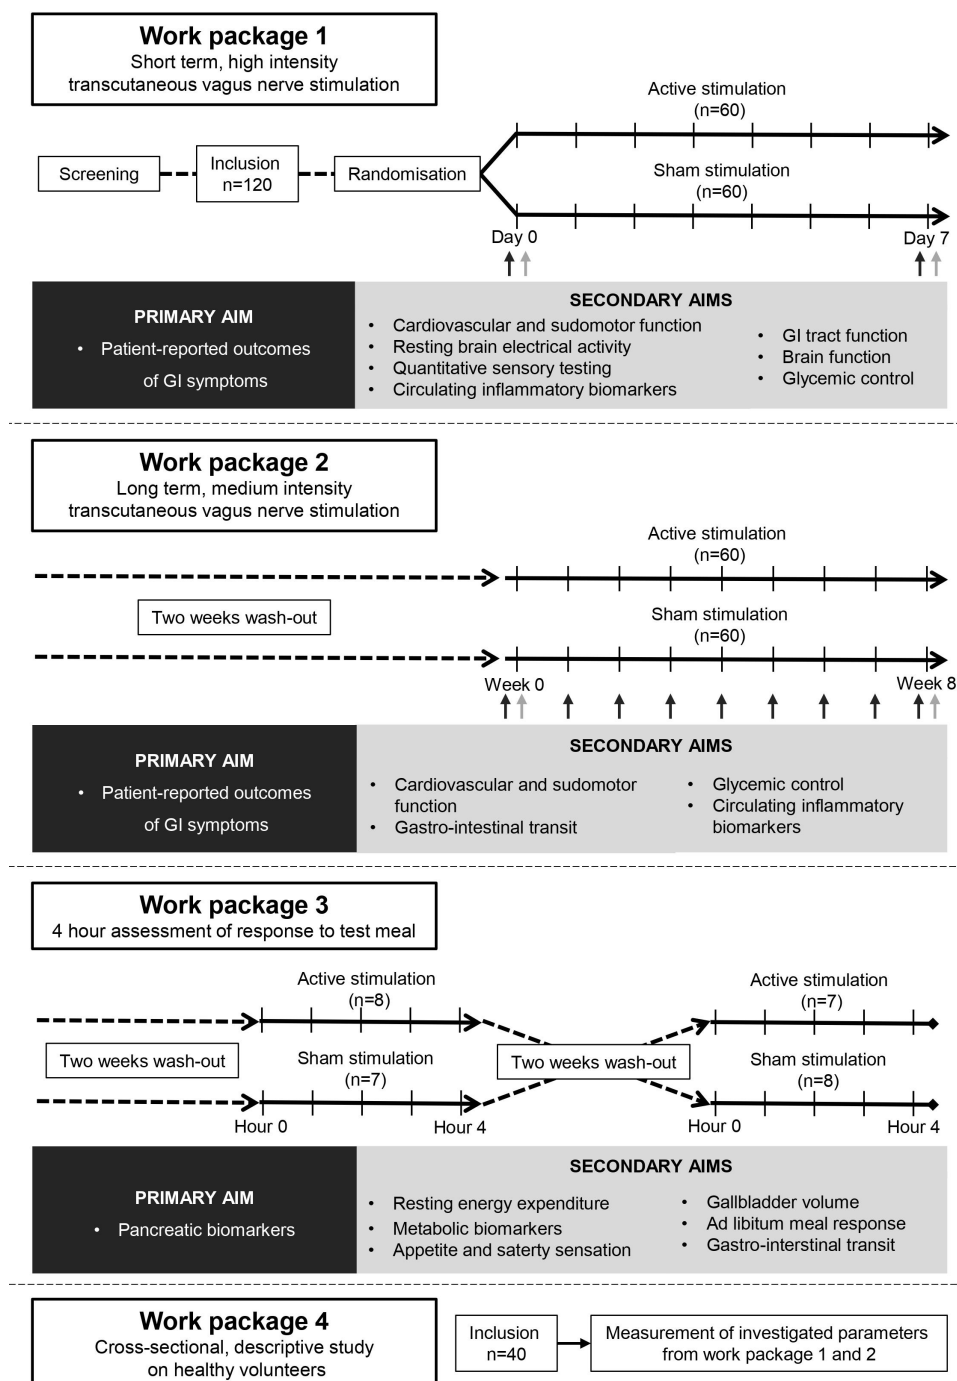 Work package 1
Short term, high intensity
transcutaneous vagus nerve stimulation
Active stimulation
(n=60)
Screening
Inclusion
n=120
Randomisation
Sham stimulation
(n=60)
Day 0
Day 7
PRIMARY AIM
• Patient-reported outcomes
of GI symptoms
SECONDARY AIMS
• Cardiovascular and sudomotor function
• Resting brain electrical activity
• Quantitative sensory testing
• Circulating inflammatory biomarkers
• GI tract function
• Brain function
• Glycemic control
Work package 2
Long term, medium intensity
transcutaneous vagus nerve stimulation
Active stimulation
(n=60)
Two weeks wash-out
Sham stimulation
(n=60)
Week 0
Week 8
PRIMARY AIM
• Patient-reported outcomes
of GI symptoms
SECONDARY AIMS
• Cardiovascular and sudomotor
function
• Gastro-intestinal transit
• Glycemic control
• Circulating inflammatory
biomarkers
Work package 3
4 hour assessment of response to test meal
Active stimulation
(n=8)
Active stimulation
(n=7)
Two weeks wash-out
Sham stimulation
(n=7)
Two weeks wash-out
Sham stimulation
(n=8)
Hour 0
Hour 4
Hour 0
Hour 4
PRIMARY AIM
• Pancreatic biomarkers
SECONDARY AIMS
• Resting energy expenditure
• Metabolic biomarkers
• Appetite and saterty sensation
• Gallbladder volume
• Ad libitum meal response
• Gastro-interstinal transit
Work package 4
Cross-sectional, descriptive study
on healthy volunteers
Inclusion
n=40
Measurement of investigated parameters
from work package 1 and 2